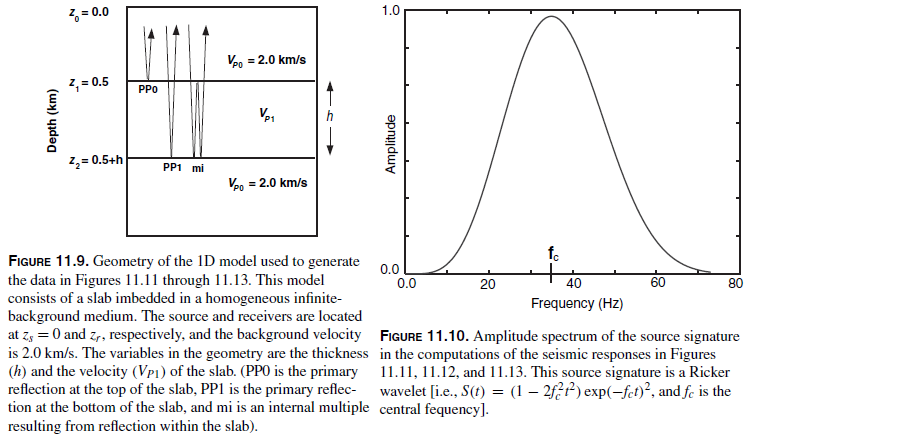 z0 = 0.0
Vp0 = 2.0 km/s
z1 = 0.5
PP0
Depth (km)
Vp1
h
z2 = 0.5+h
PP1 mi
Vp0 = 2.0 km/s
FIGURE 11.9. Geometry of the 1D model used to generate
the data in Figures 11.11 through 11.13. This model
consists of a slab imbedded in a homogeneous infinite-
background medium. The source and receivers are located
at zs = 0 and zr, respectively, and the background velocity
is 2.0 km/s. The variables in the geometry are the thickness
(h) and the velocity (VP1) of the slab. (PP0 is the primary
reflection at the top of the slab, PP1 is the primary reflec-
tion at the bottom of the slab, and mi is an internal multiple
resulting from reflection within the slab).
1.0
Amplitude
0.0
fc
0.0 20 40 60 80
Frequency (Hz)
FIGURE 11.10. Amplitude spectrum of the source signature
in the computations of the seismic responses in Figures
11.11, 11.12, and 11.13. This source signature is a Ricker
wavelet [i.e., S(t) = (1 − 2fc²t²) exp(−fct)², and fc is the
central fequency].